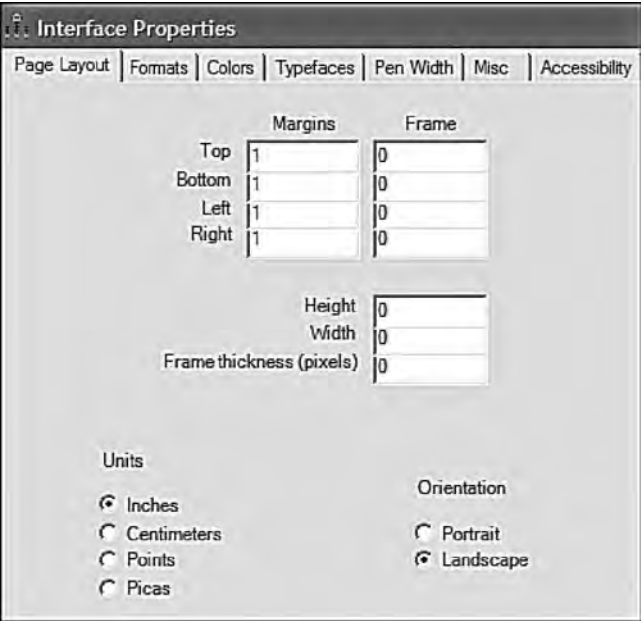 Interface Properties
Page Layout Formats Colors Typefaces Pen Width Misc Accessibility
Margins Frame
Top 1 0
Bottom 1 0
Left 1 0
Right 1 0
Height 0
Width 0
Frame thickness (pixels) 0
Units
Orientation
Inches
Centimeters Portrait
Points Landscape
Picas